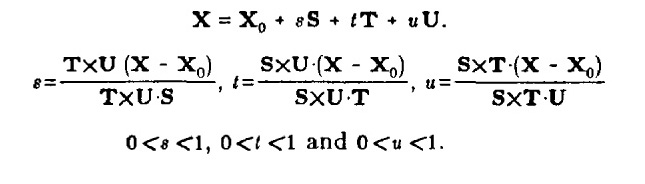 X = X₀ + sS + tT + uU.
s = T×U (X - X₀) / T×U·S, t = S×U·(X - X₀) / S×U·T, u = S×T·(X - X₀) / S×T·U
0<s<1, 0<t<1 and 0<u<1.